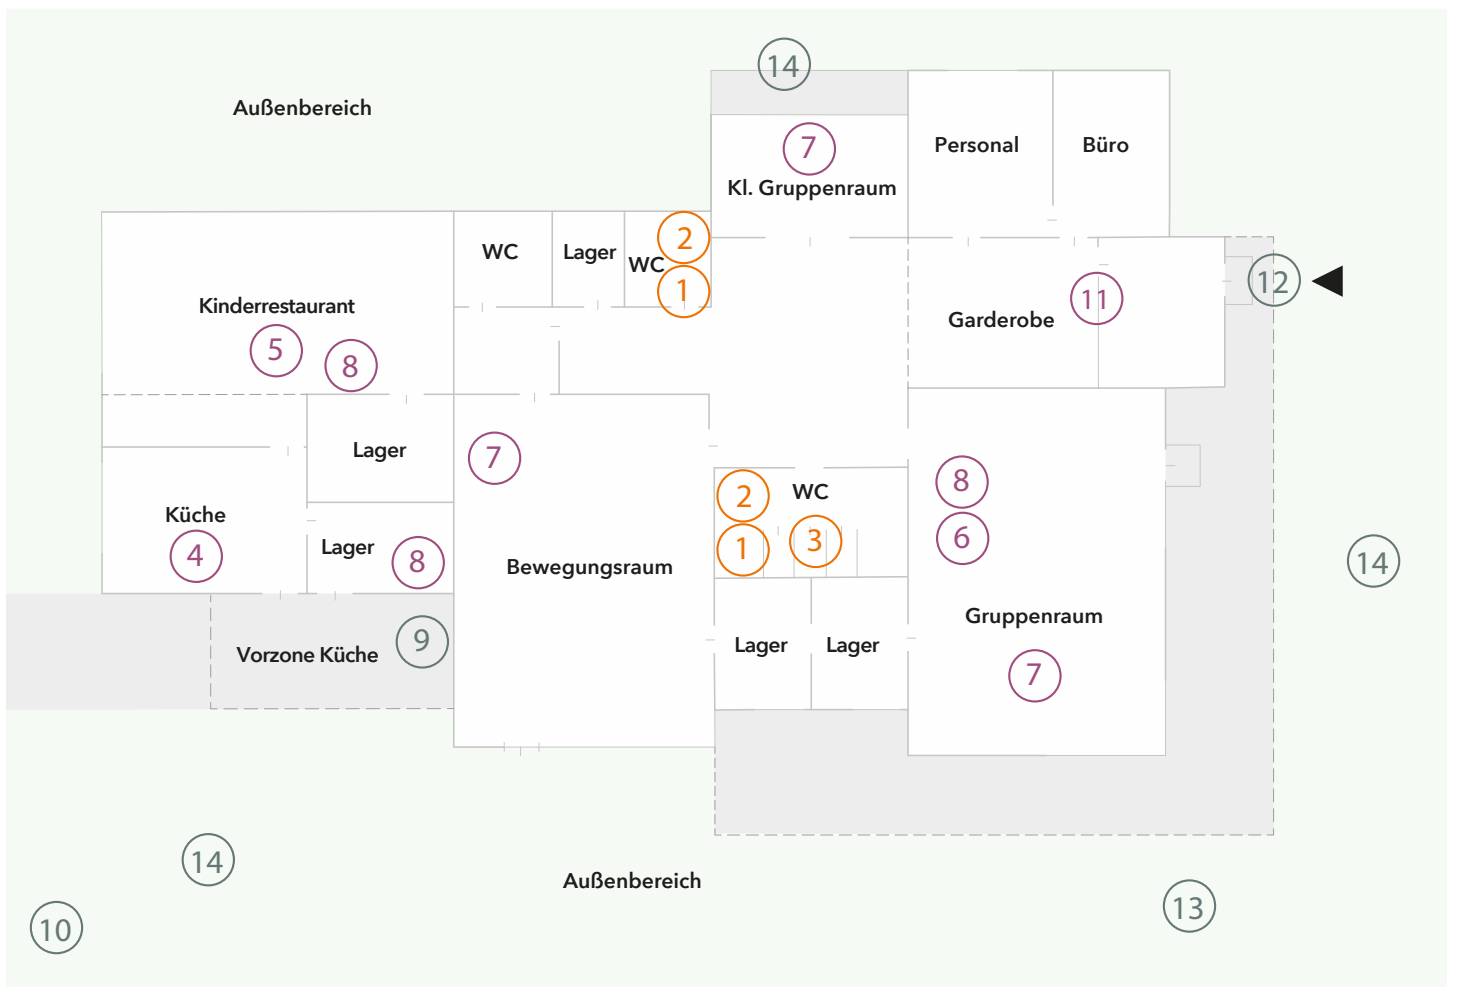 14
Außenbereich
7
Personal
Büro
Kl. Gruppenraum
WC
Lager
WC
2
1
12
11
Kinderrestaurant
Garderobe
5
8
Lager
7
8
2
WC
Küche
6
4
Lager
8
1
3
14
Bewegungsraum
Gruppenraum
9
Vorzone Küche
Lager
Lager
7
14
Außenbereich
13
10